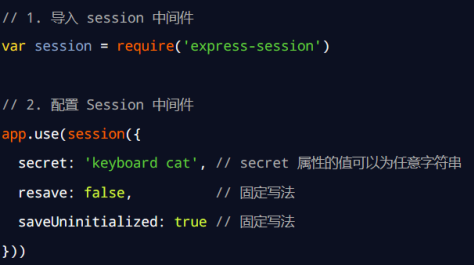 // 1. 导入 session 中间件
var session = require('express-session')
// 2. 配置 Session 中间件
app.use(session({
  secret: 'keyboard cat', // secret 属性的值可以为任意字符串
  resave: false,          // 固定写法
  saveUninitialized: true // 固定写法
}))